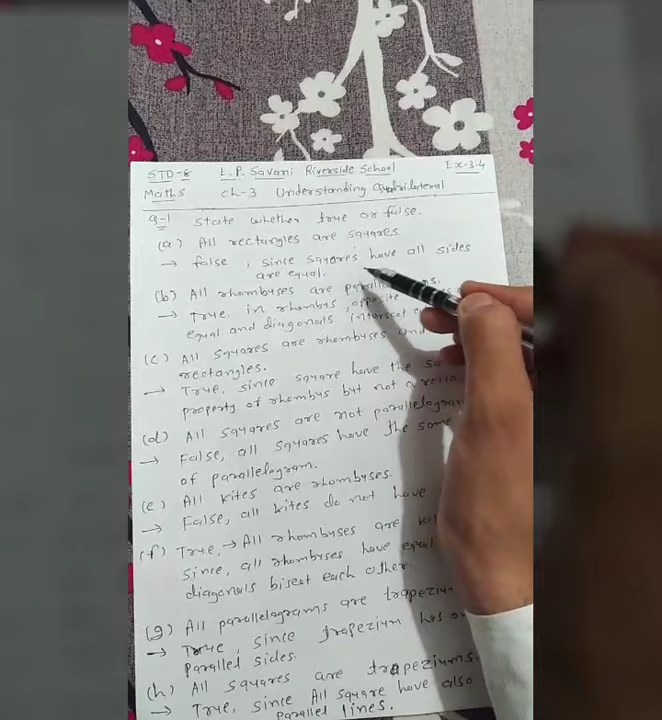 STD-8 L.P. Savani Riverside School Ex-3.4
Maths Ch-3 Understanding Quadrilateral
Q-1 State whether true or false.
(a) All rectangles are squares.
→ false, since squares have all sides
are equal.
(b) All rhombuses are
→ True. in rhombus, opposite
equal and diagonals intersect
(c) All squares are rhombuses and
rectangles.
→ True, since square have the
property of rhombus but not a
(d) All squares are not parallelogram
→ False, all squares have the same
of parallelogram.
(e) All kites are rhombuses.
→ False, all kites do not have
(f) True, → All rhombuses are
since, all rhombuses have equal
diagonals bisect each other.
(g) All parallelograms are
→ True, since trapezium has
parallel sides.
(h) All squares are trapeziums.
→ True, since All square have also
parallel lines.